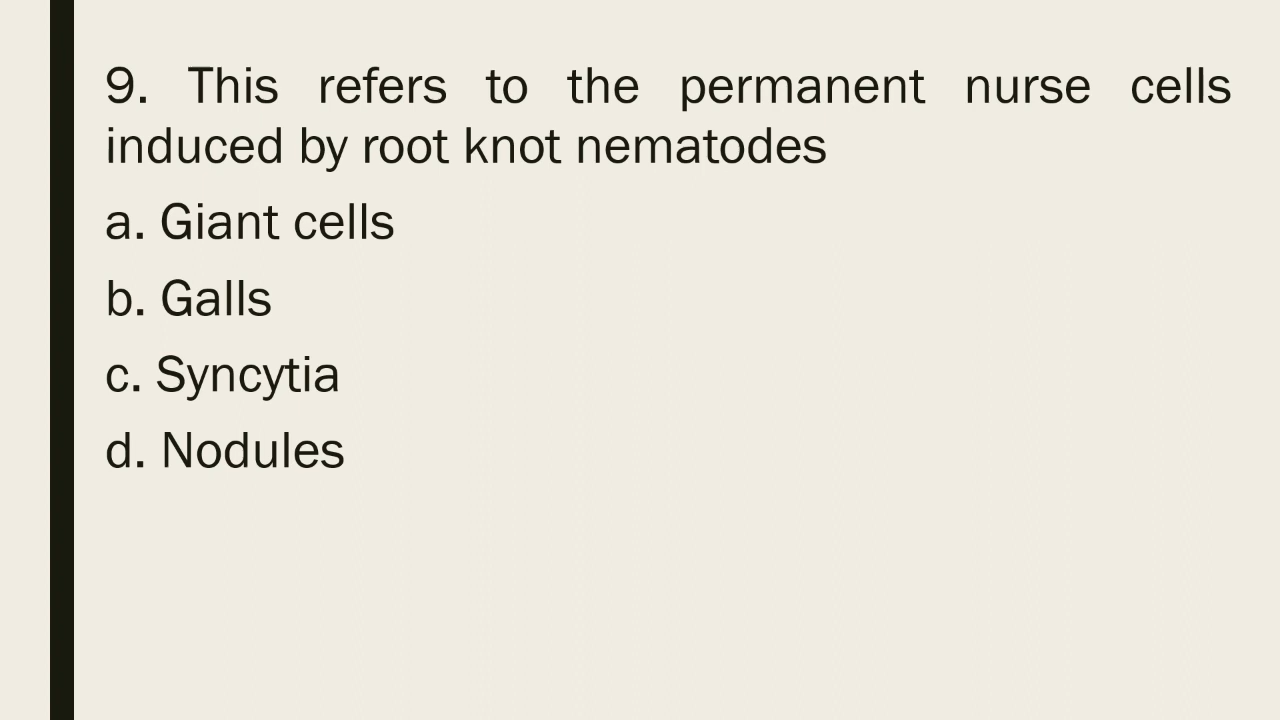 9. This refers to the permanent nurse cells
induced by root knot nematodes
a. Giant cells
b. Galls
c. Syncytia
d. Nodules